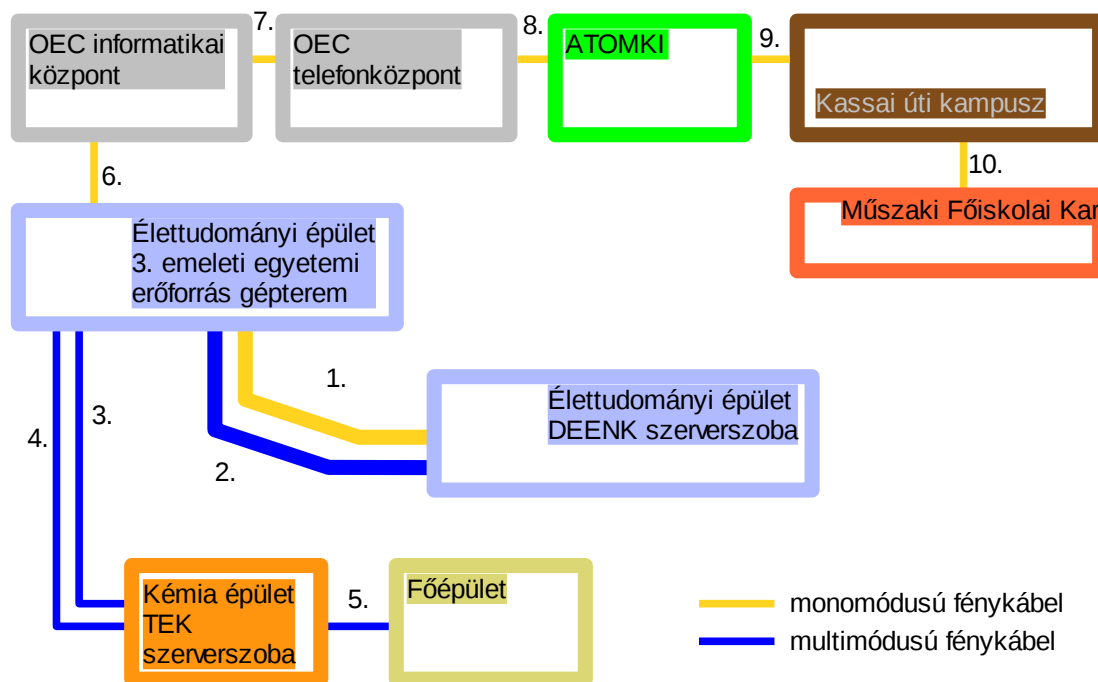 7.
8.
9.
OEC informatikai
központ
OEC
telefonközpont
ATOMKI
Kassai úti kampusz
6.
10.
Élettudományi épület
3. emeleti egyetemi
erőforrás gépterem
Műszaki Főiskolai Kar
1.
Élettudományi épület
DEENK szerverszoba
3.
4.
2.
Kémia épület
TEK
szerverszoba
5.
Főépület
monomódusú fénykábel
multimódusú fénykábel